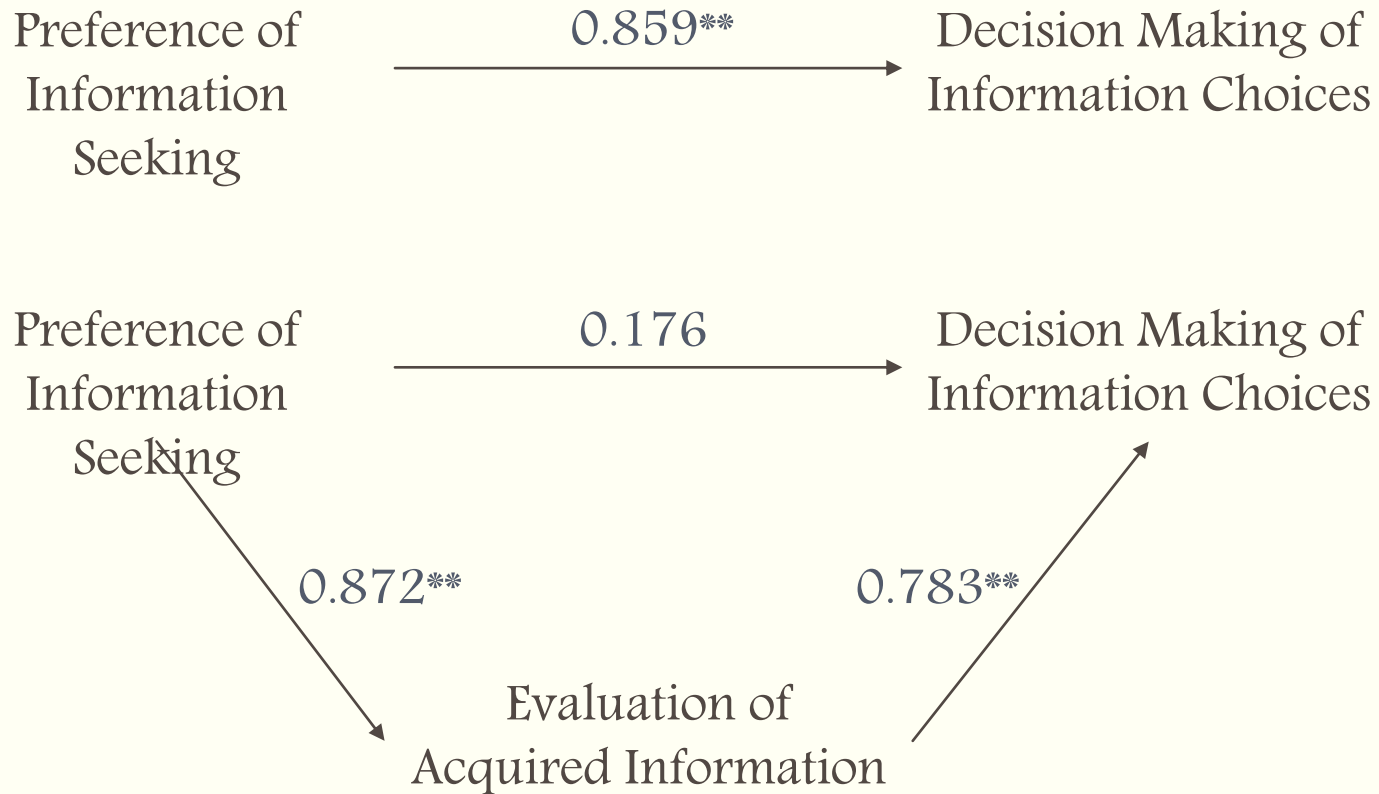 Preference of
Information
Seeking
0.859**
Decision Making of
Information Choices
Preference of
Information
Seeking
0.176
Decision Making of
Information Choices
0.872**
0.783**
Evaluation of
Acquired Information